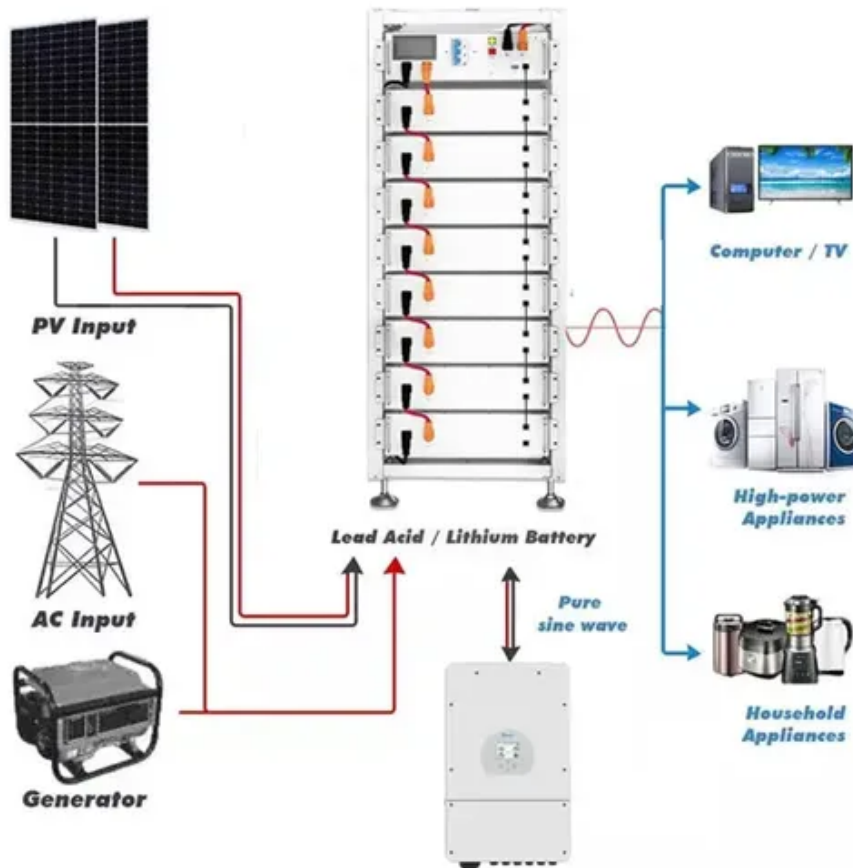 PV Input
AC Input
Generator
Lead Acid / Lithium Battery
Pure
sine wave
Computer / TV
High-power
Appliances
Household
Appliances